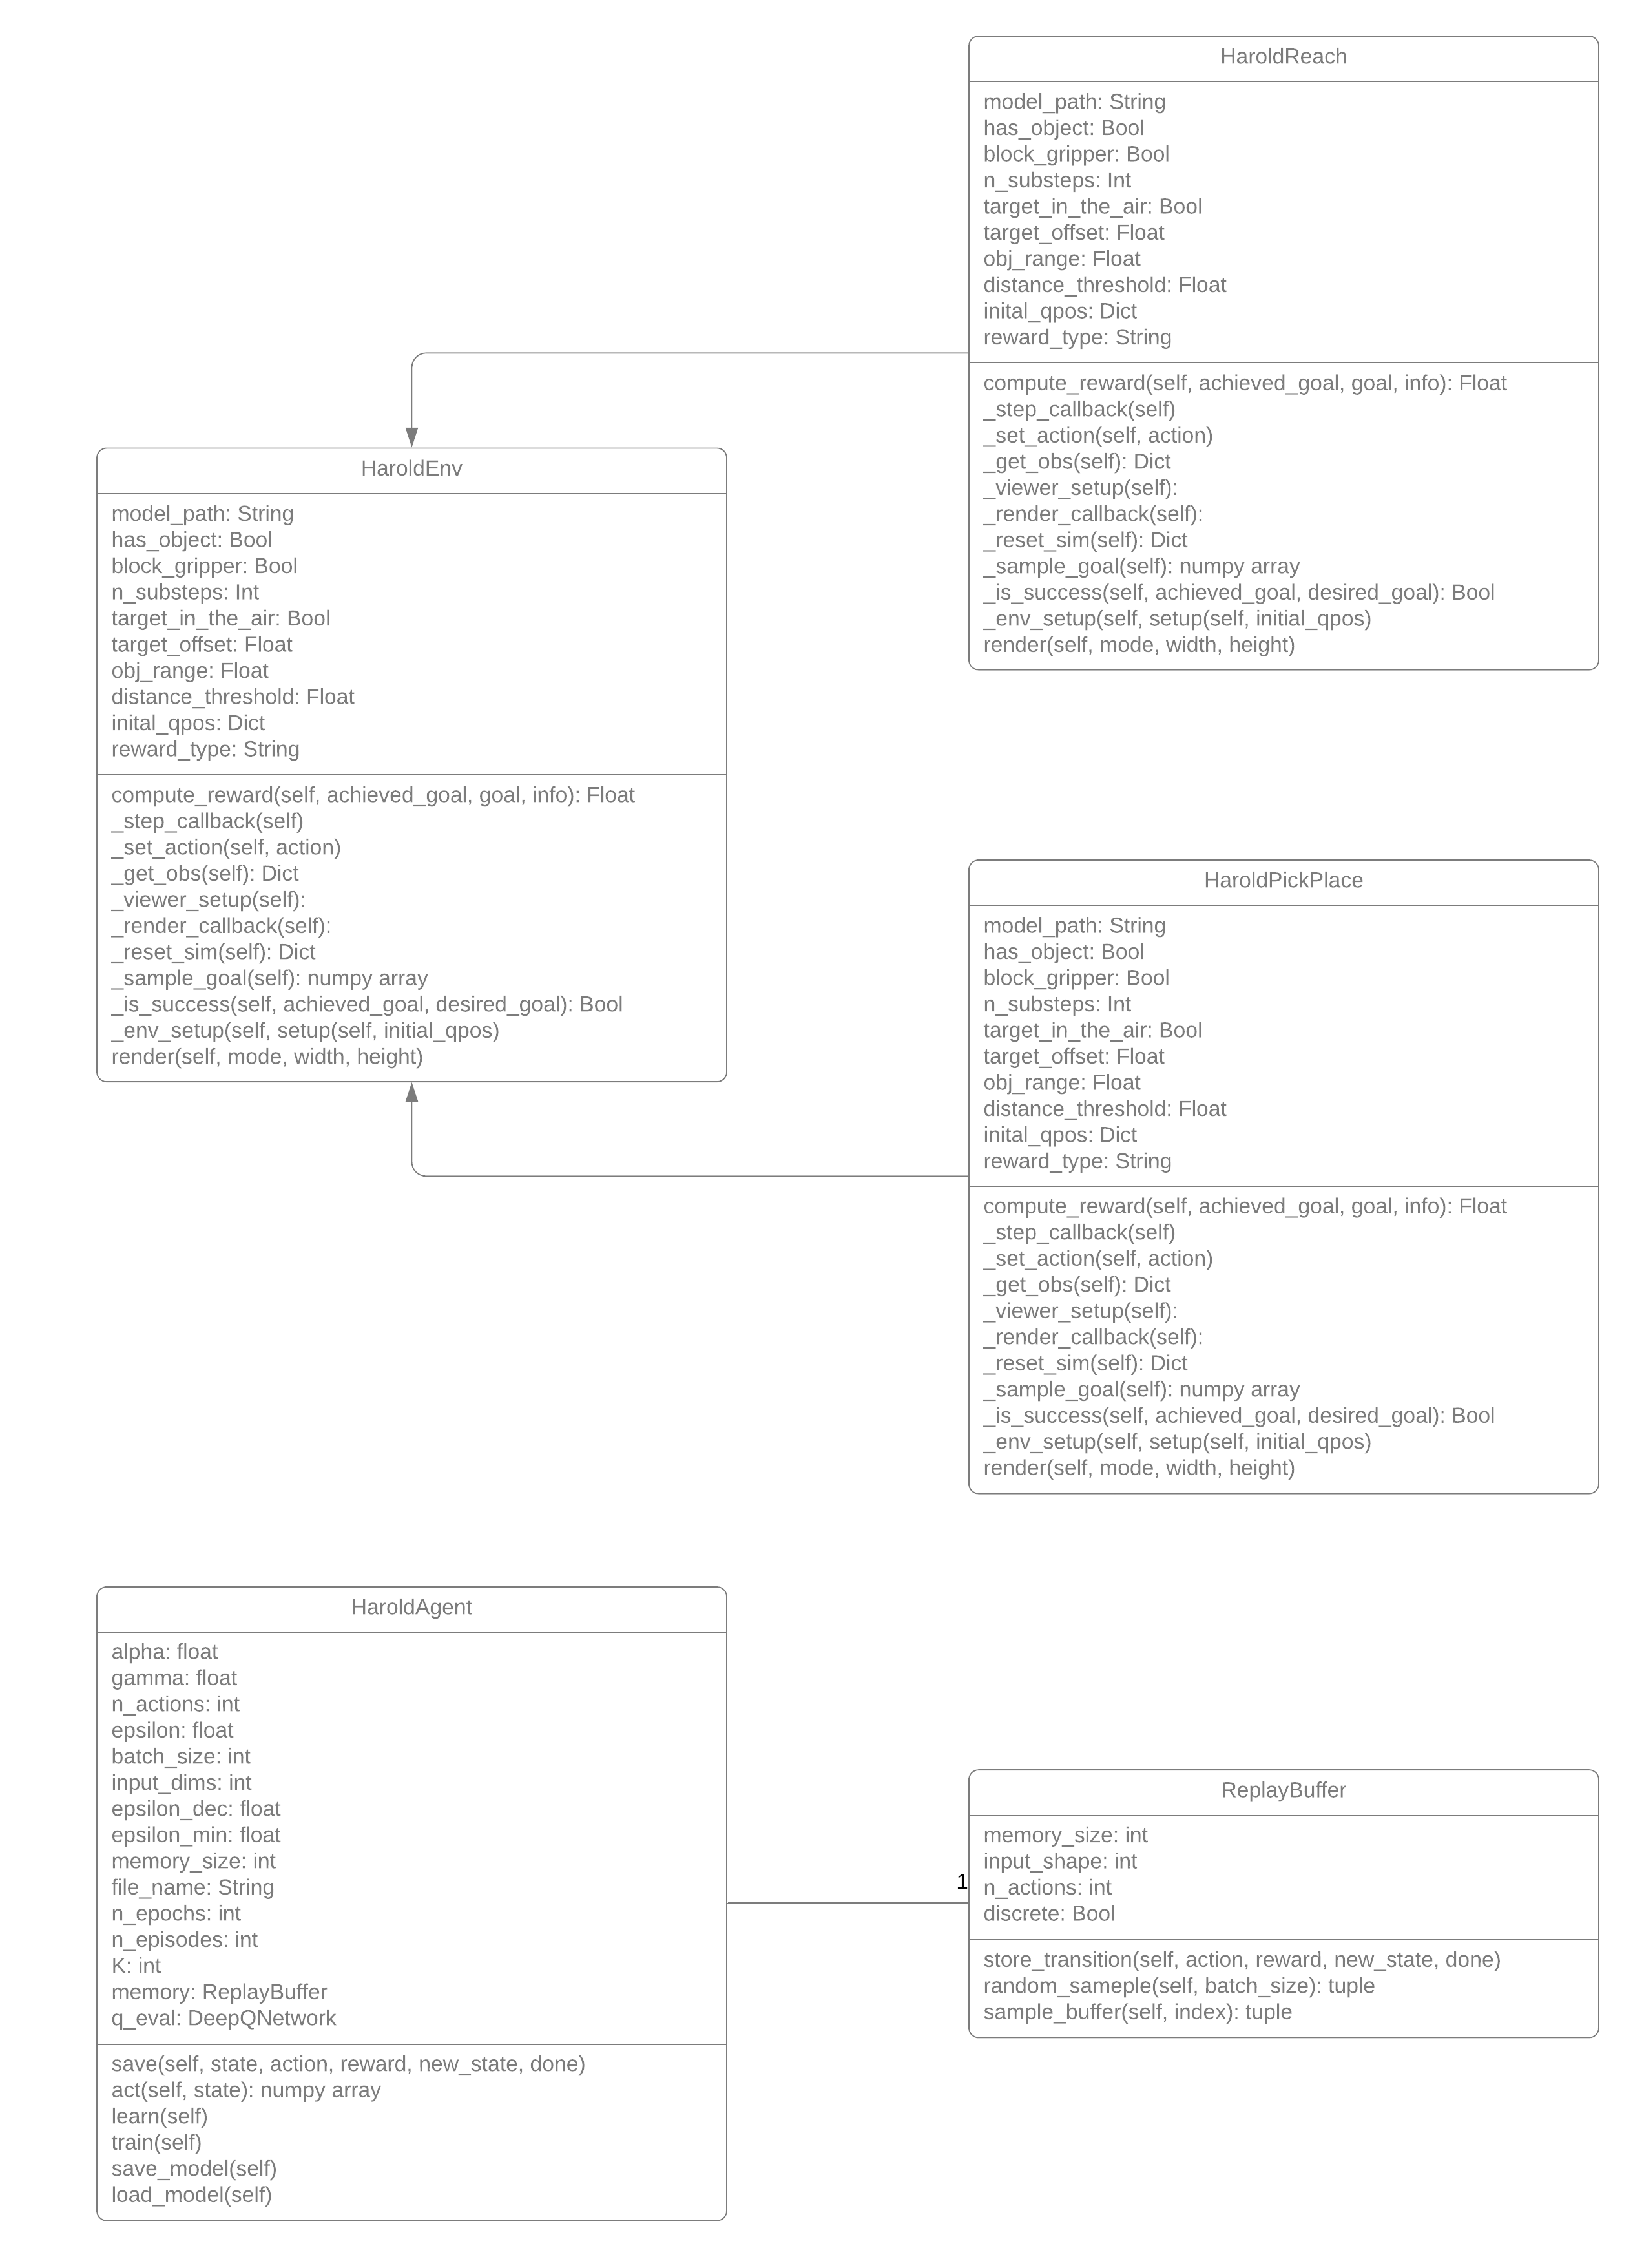 HaroldReach
model_path: String
has_object: Bool
block_gripper: Bool
n_substeps: Int
target_in_the_air: Bool
target_offset: Float
obj_range: Float
distance_threshold: Float
inital_qpos: Dict
reward_type: String
compute_reward(self, achieved_goal, goal, info): Float
_step_callback(self)
_set_action(self, action)
_get_obs(self): Dict
_viewer_setup(self):
_render_callback(self):
_reset_sim(self): Dict
_sample_goal(self): numpy array
_is_success(self, achieved_goal, desired_goal): Bool
_env_setup(self, setup(self, initial_qpos)
render(self, mode, width, height)
HaroldEnv
model_path: String
has_object: Bool
block_gripper: Bool
n_substeps: Int
target_in_the_air: Bool
target_offset: Float
obj_range: Float
distance_threshold: Float
inital_qpos: Dict
reward_type: String
compute_reward(self, achieved_goal, goal, info): Float
_step_callback(self)
_set_action(self, action)
_get_obs(self): Dict
_viewer_setup(self):
_render_callback(self):
_reset_sim(self): Dict
_sample_goal(self): numpy array
_is_success(self, achieved_goal, desired_goal): Bool
_env_setup(self, setup(self, initial_qpos)
render(self, mode, width, height)
HaroldPickPlace
model_path: String
has_object: Bool
block_gripper: Bool
n_substeps: Int
target_in_the_air: Bool
target_offset: Float
obj_range: Float
distance_threshold: Float
inital_qpos: Dict
reward_type: String
compute_reward(self, achieved_goal, goal, info): Float
_step_callback(self)
_set_action(self, action)
_get_obs(self): Dict
_viewer_setup(self):
_render_callback(self):
_reset_sim(self): Dict
_sample_goal(self): numpy array
_is_success(self, achieved_goal, desired_goal): Bool
_env_setup(self, setup(self, initial_qpos)
render(self, mode, width, height)
HaroldAgent
alpha: float
gamma: float
n_actions: int
epsilon: float
batch_size: int
input_dims: int
epsilon_dec: float
epsilon_min: float
memory_size: int
file_name: String
n_epochs: int
n_episodes: int
K: int
memory: ReplayBuffer
q_eval: DeepQNetwork
save(self, state, action, reward, new_state, done)
act(self, state): numpy array
learn(self)
train(self)
save_model(self)
load_model(self)
1
ReplayBuffer
memory_size: int
input_shape: int
n_actions: int
discrete: Bool
store_transition(self, action, reward, new_state, done)
random_sameple(self, batch_size): tuple
sample_buffer(self, index): tuple